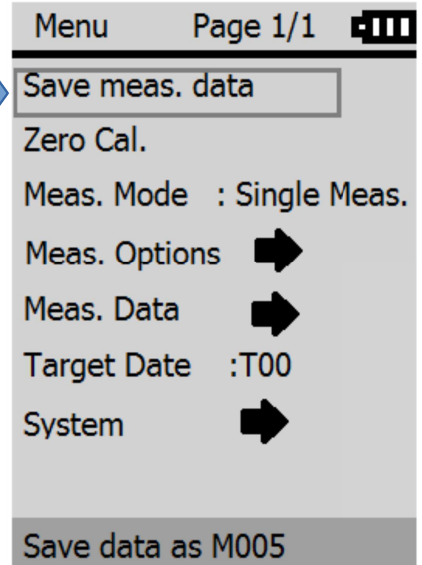 Menu Page 1/1
Save meas. data
Zero Cal.
Meas. Mode : Single Meas.
Meas. Options
Meas. Data
Target Date :T00
System
Save data as M005